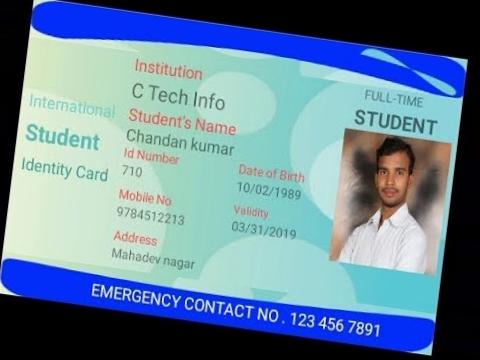 Institution
C Tech Info
Student's Name
Chandan kumar
Id Number
710
Mobile No
9784512213
Address
Mahadev nagar
Date of Birth
10/02/1989
Validity
03/31/2019
International
Student
Identity Card
FULL-TIME
STUDENT
EMERGENCY CONTACT NO . 123 456 7891